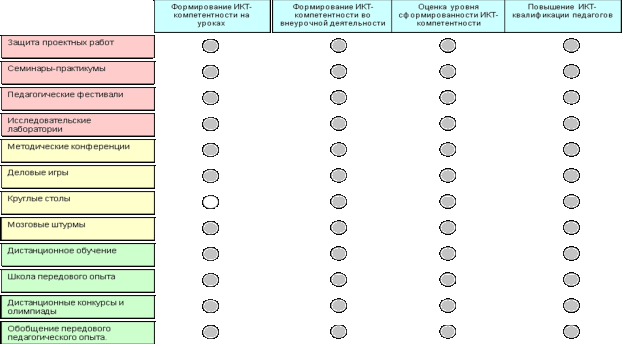 Формирование ИКТ-
компетентности на
уроках
Формирование ИКТ-
компетентности во
внеурочной деятельности
Оценка уровня
сформированности ИКТ-
компетентности
Повышение ИКТ-
квалификации педагогов
Защита проектных работ
Семинары-практикумы
Педагогические фестивали
Исследовательские
лаборатории
Методические конференции
Деловые игры
Круглые столы
Мозговые штурмы
Дистанционное обучение
Школа передового опыта
Дистанционные конкурсы и
олимпиады
Обобщение передового
педагогического опыта.